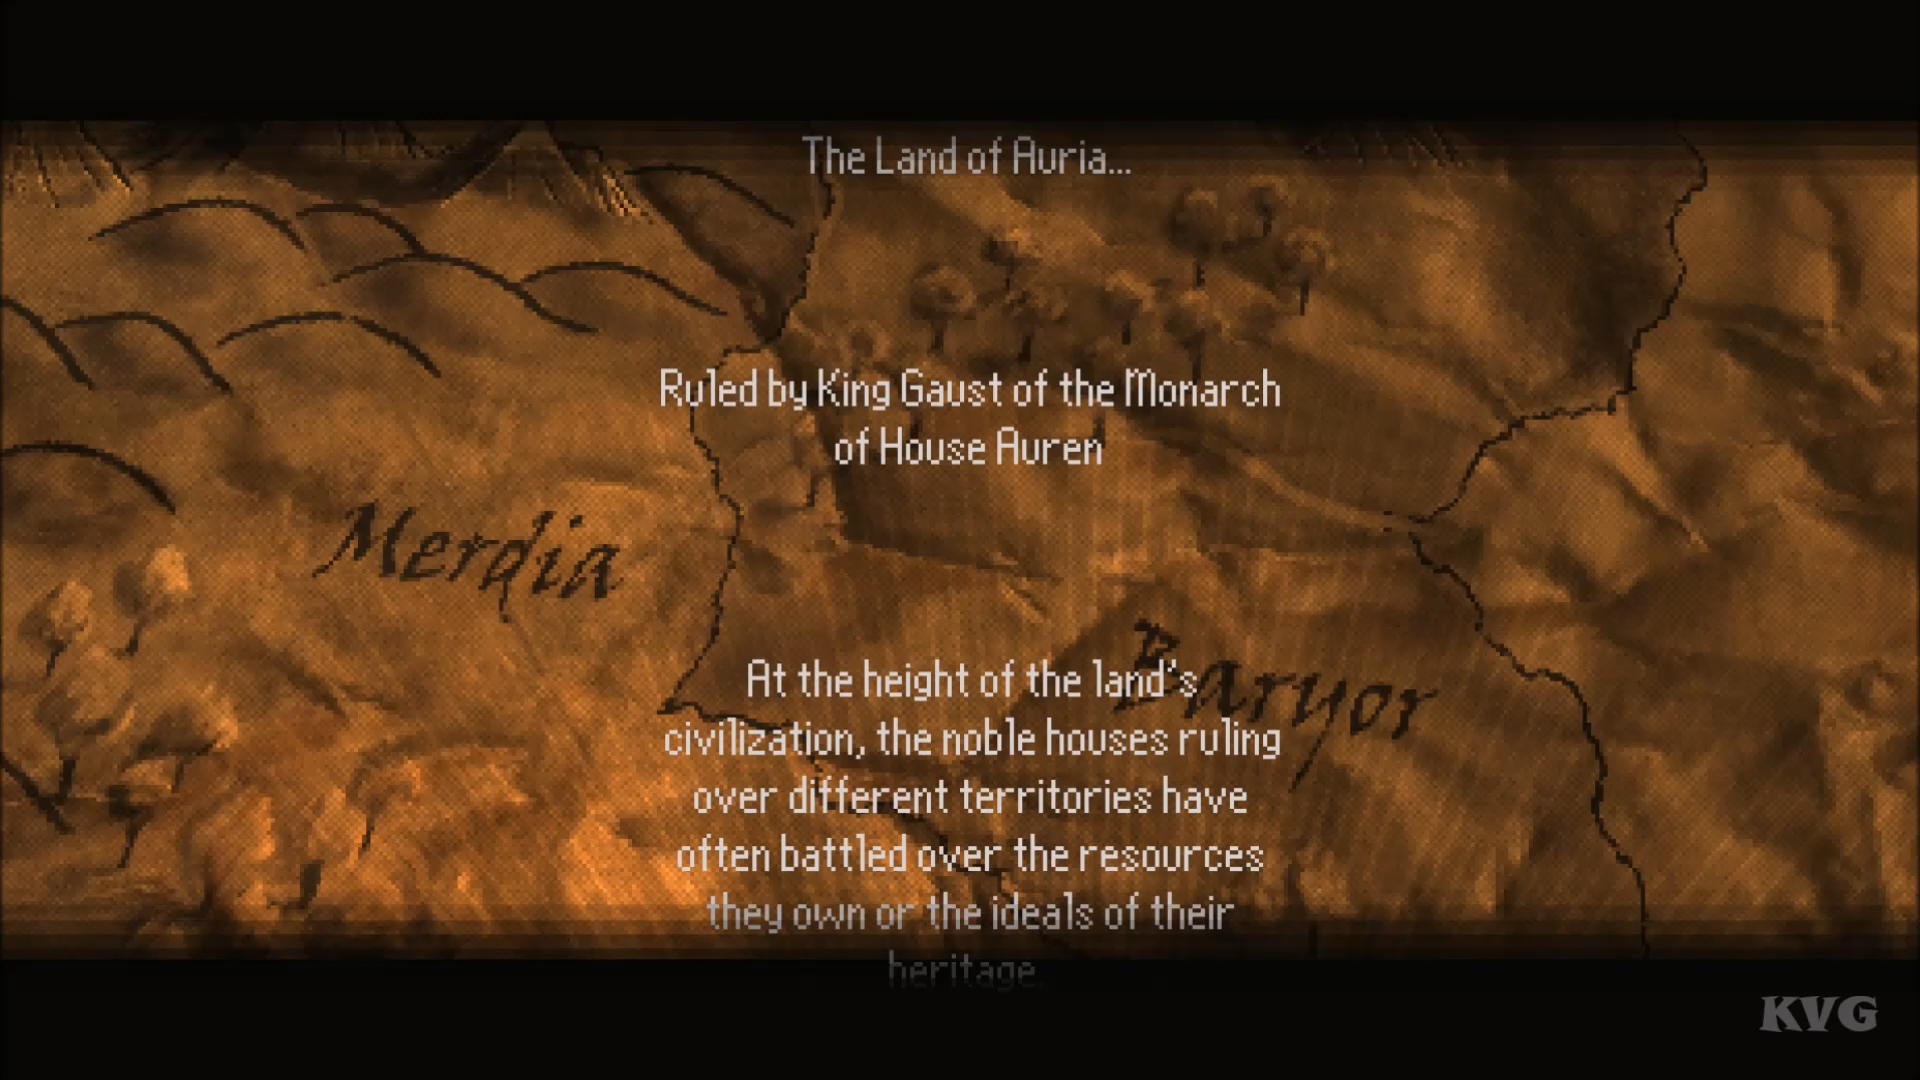 The Land of Auria...
Ruled by King Gaust of the Monarch
of House Auren
Merdia
Baryor
At the height of the land's
civilization, the noble houses ruling
over different territories have
often battled over the resources
they own or the ideals of their
heritage.
KVG